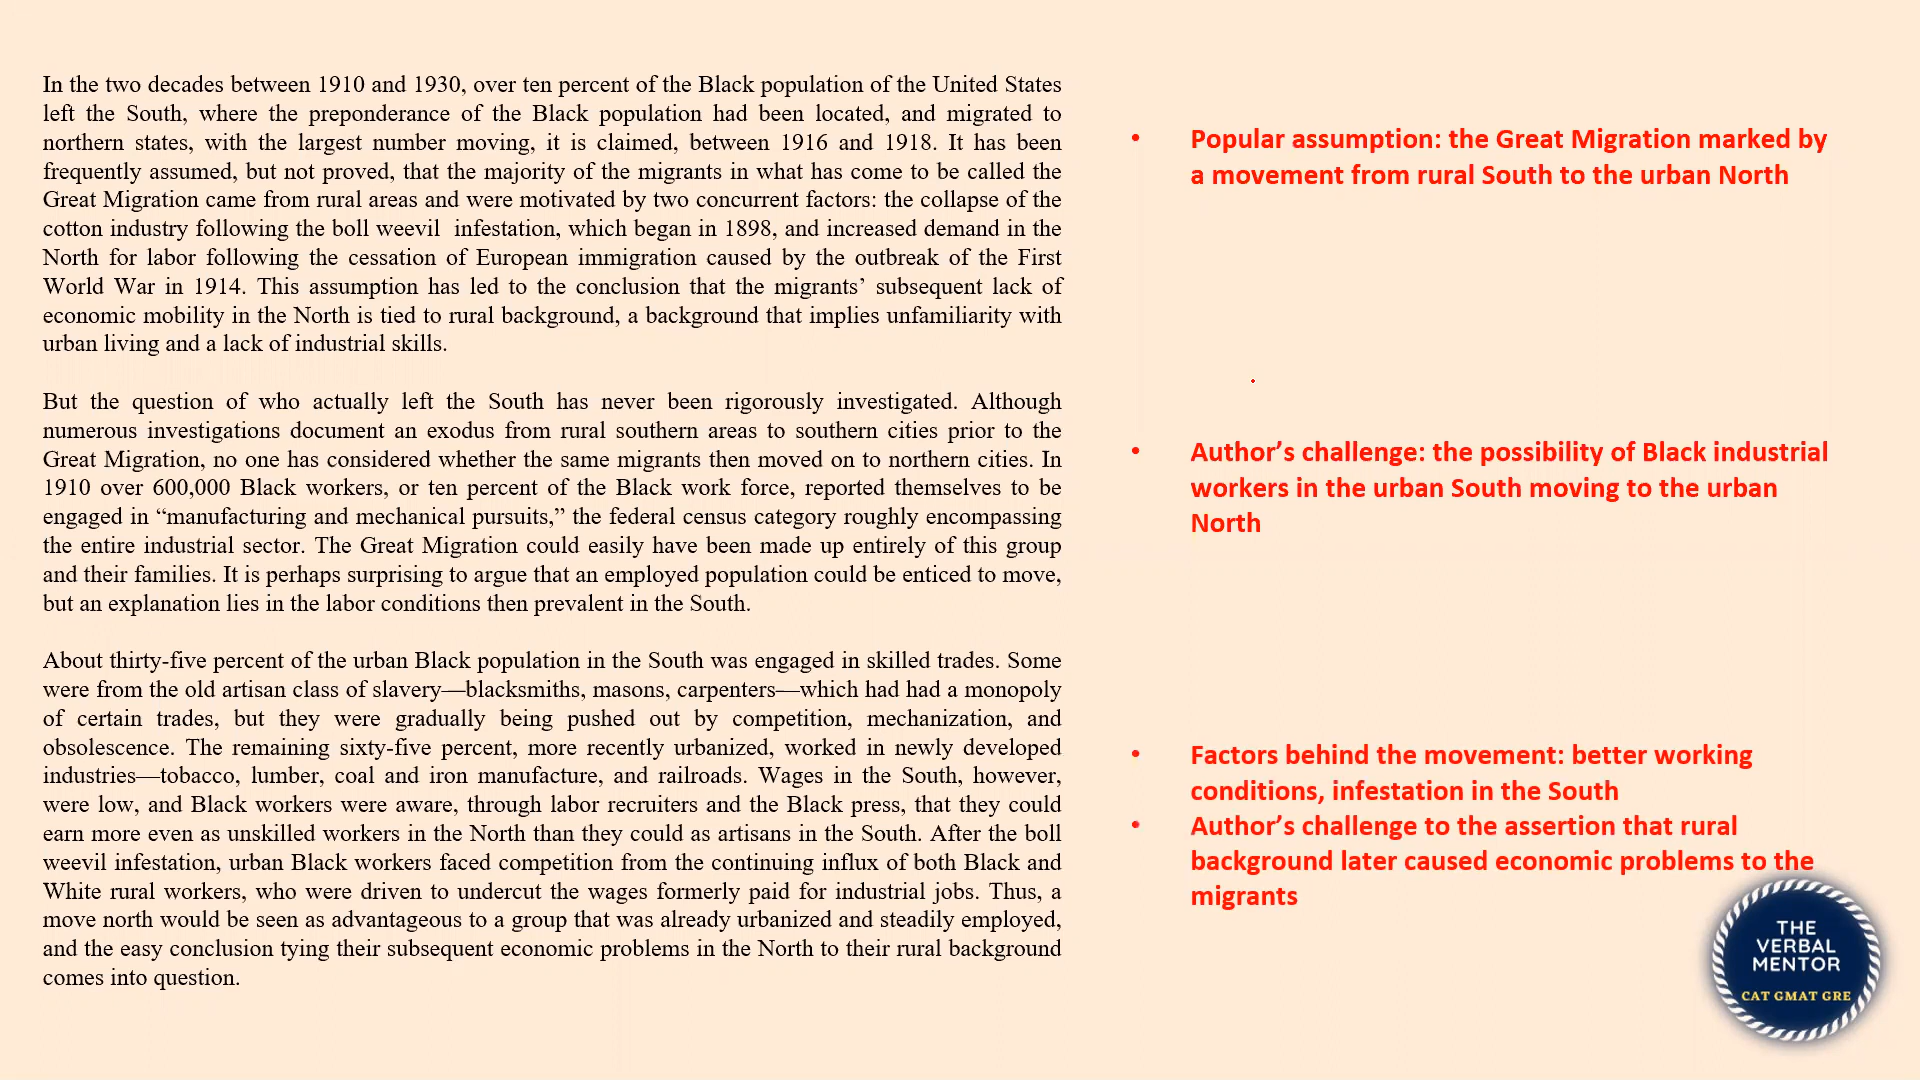 In the two decades between 1910 and 1930, over ten percent of the Black population of the United States
left the South, where the preponderance of the Black population had been located, and migrated to
northern states, with the largest number moving, it is claimed, between 1916 and 1918. It has been
frequently assumed, but not proved, that the majority of the migrants in what has come to be called the
Great Migration came from rural areas and were motivated by two concurrent factors: the collapse of the
cotton industry following the boll weevil infestation, which began in 1898, and increased demand in the
North for labor following the cessation of European immigration caused by the outbreak of the First
World War in 1914. This assumption has led to the conclusion that the migrants’ subsequent lack of
economic mobility in the North is tied to rural background, a background that implies unfamiliarity with
urban living and a lack of industrial skills.
But the question of who actually left the South has never been rigorously investigated. Although
numerous investigations document an exodus from rural southern areas to southern cities prior to the
Great Migration, no one has considered whether the same migrants then moved on to northern cities. In
1910 over 600,000 Black workers, or ten percent of the Black work force, reported themselves to be
engaged in “manufacturing and mechanical pursuits,” the federal census category roughly encompassing
the entire industrial sector. The Great Migration could easily have been made up entirely of this group
and their families. It is perhaps surprising to argue that an employed population could be enticed to move,
but an explanation lies in the labor conditions then prevalent in the South.
About thirty-five percent of the urban Black population in the South was engaged in skilled trades. Some
were from the old artisan class of slavery—blacksmiths, masons, carpenters—which had had a monopoly
of certain trades, but they were gradually being pushed out by competition, mechanization, and
obsolescence. The remaining sixty-five percent, more recently urbanized, worked in newly developed
industries—tobacco, lumber, coal and iron manufacture, and railroads. Wages in the South, however,
were low, and Black workers were aware, through labor recruiters and the Black press, that they could
earn more even as unskilled workers in the North than they could as artisans in the South. After the boll
weevil infestation, urban Black workers faced competition from the continuing influx of both Black and
White rural workers, who were driven to undercut the wages formerly paid for industrial jobs. Thus, a
move north would be seen as advantageous to a group that was already urbanized and steadily employed,
and the easy conclusion tying their subsequent economic problems in the North to their rural background
comes into question.
• Popular assumption: the Great Migration marked by
a movement from rural South to the urban North
• Author’s challenge: the possibility of Black industrial
workers in the urban South moving to the urban
North
• Factors behind the movement: better working
conditions, infestation in the South
• Author’s challenge to the assertion that rural
background later caused economic problems to the
migrants
THE
VERBAL
MENTOR
CAT GMAT GRE